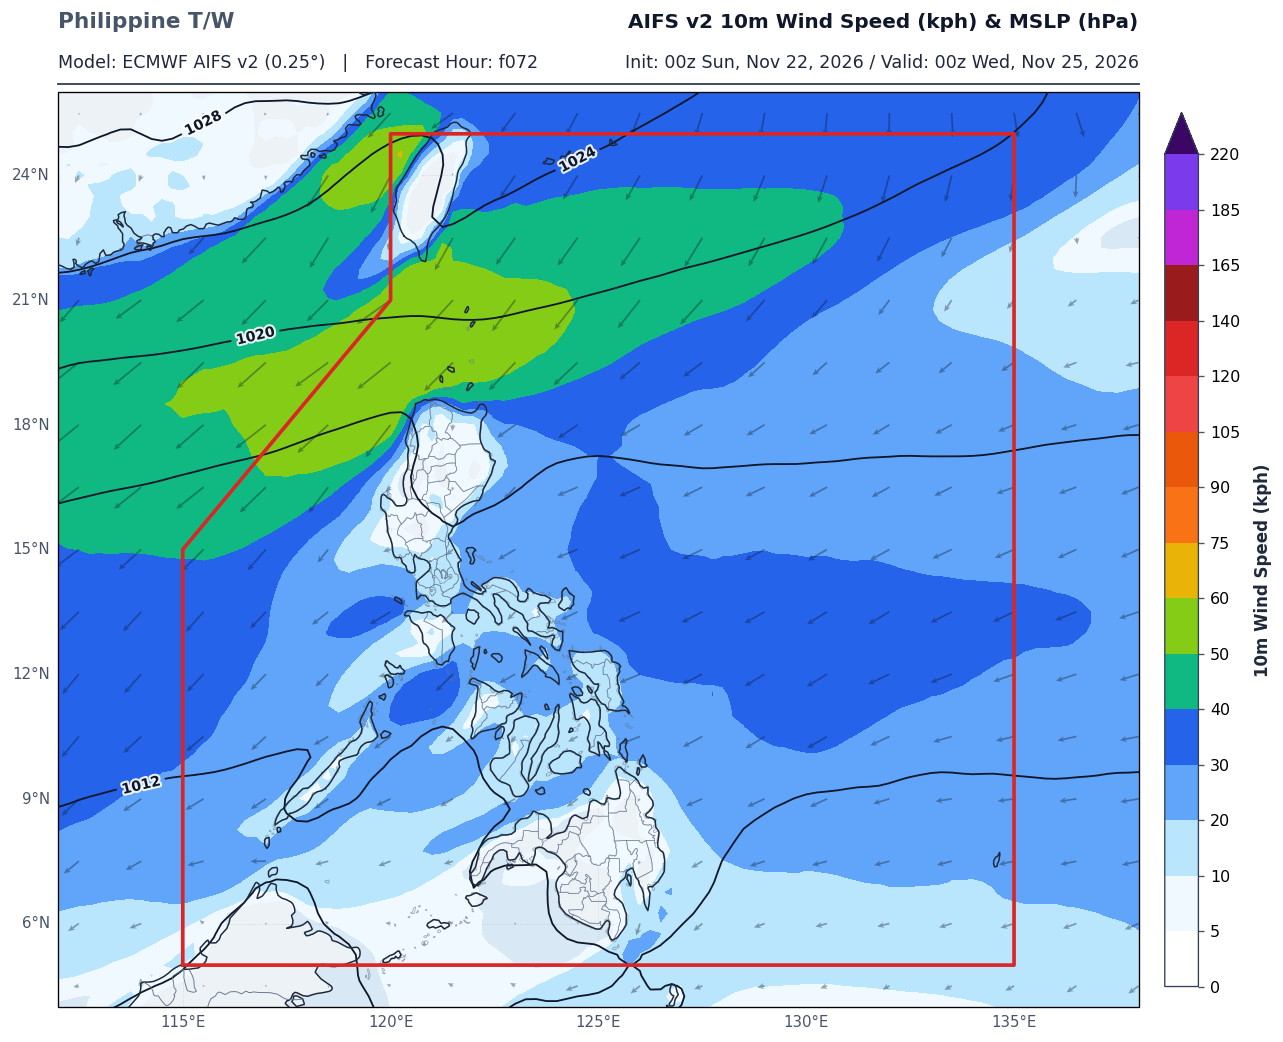 Philippine T/W
AIFS v2 10m Wind Speed (kph) & MSLP (hPa)
Model: ECMWF AIFS v2 (0.25°) | Forecast Hour: f072
Init: 00z Sun, Nov 22, 2026 / Valid: 00z Wed, Nov 25, 2026
1028
1024
1020
1012
24°N
21°N
18°N
15°N
12°N
9°N
6°N
115°E
120°E
125°E
130°E
135°E
220
185
165
140
120
105
90
75
60
50
40
30
20
10
5
0
10m Wind Speed (kph)